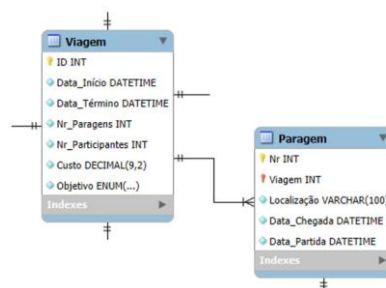 Viagem
ID INT
Data_Início DATETIME
Data_Término DATETIME
Nr_Paragens INT
Nr_Participantes INT
Custo DECIMAL(9,2)
Objetivo ENUM(...)
Indexes
Paragem
Nr INT
Viagem INT
Localização VARCHAR(100)
Data_Chegada DATETIME
Data_Partida DATETIME
Indexes